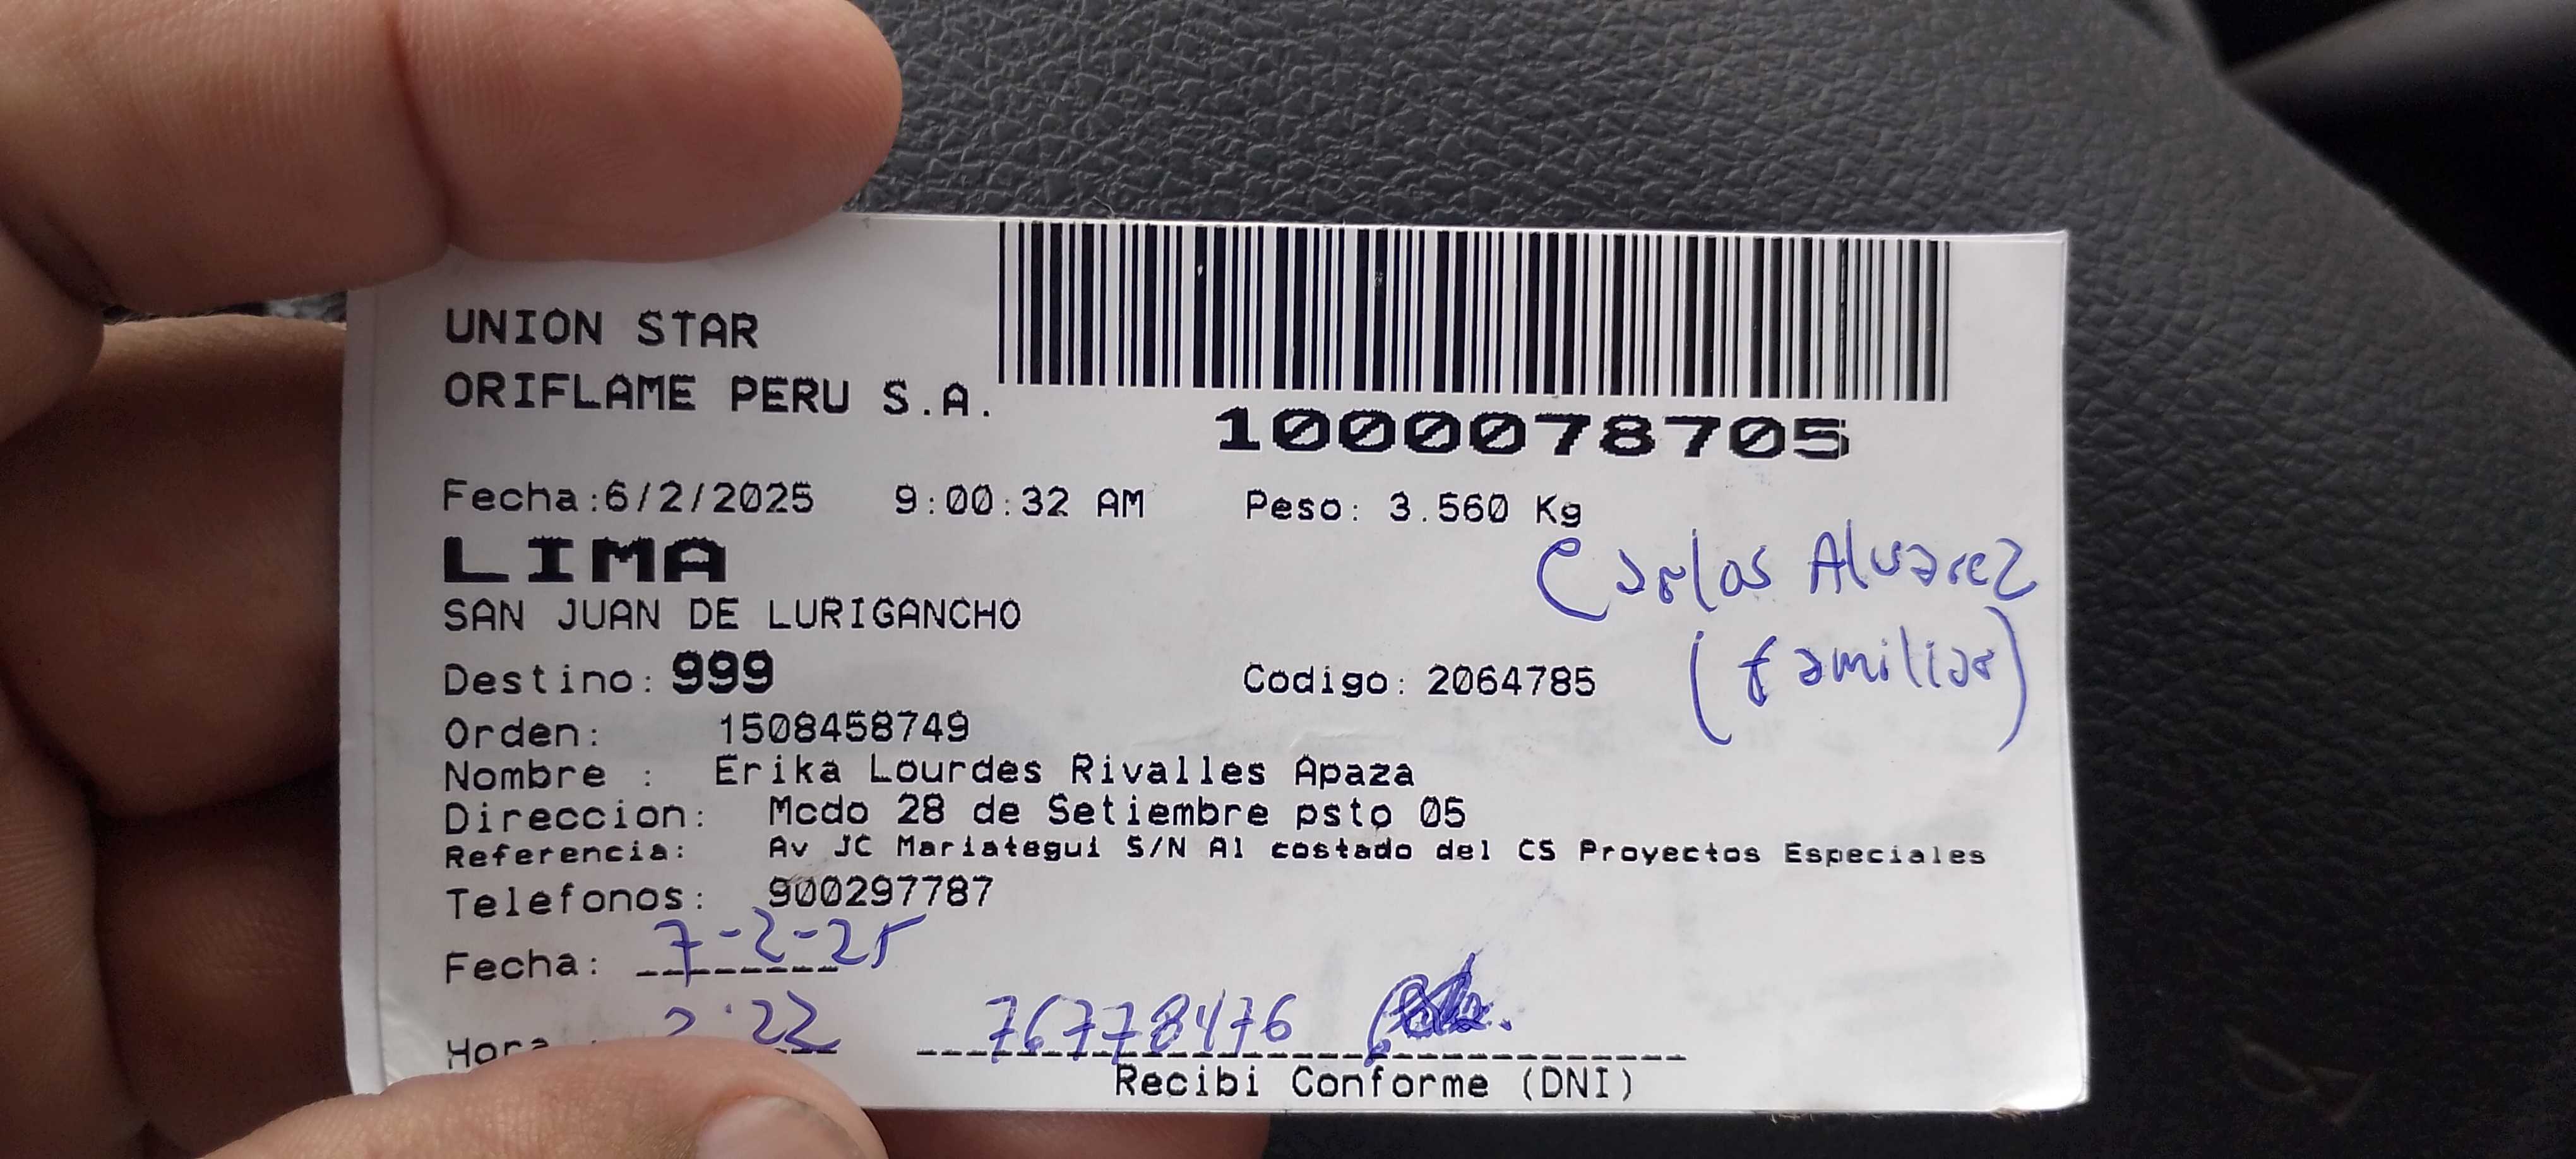 UNION STAR
ORIFLAME PERU S.A.
1000078705
Fecha:6/2/2025 9:00:32 AM Peso: 3.560 Kg
LIMA
Carlos Alvarez
SAN JUAN DE LURIGANCHO
(familiar)
Destino: 999 Codigo: 2064785
Orden: 1508458749
Nombre : Erika Lourdes Rivalles Apaza
Direccion: Mcdo 28 de Setiembre psto 05
Referencia: Av JC Mariategui S/N Al costado del CS Proyectos Especiales
Telefonos: 900297787
Fecha: 7-2-25
Hora : 2:22 76778476
Recibi Conforme (DNI)